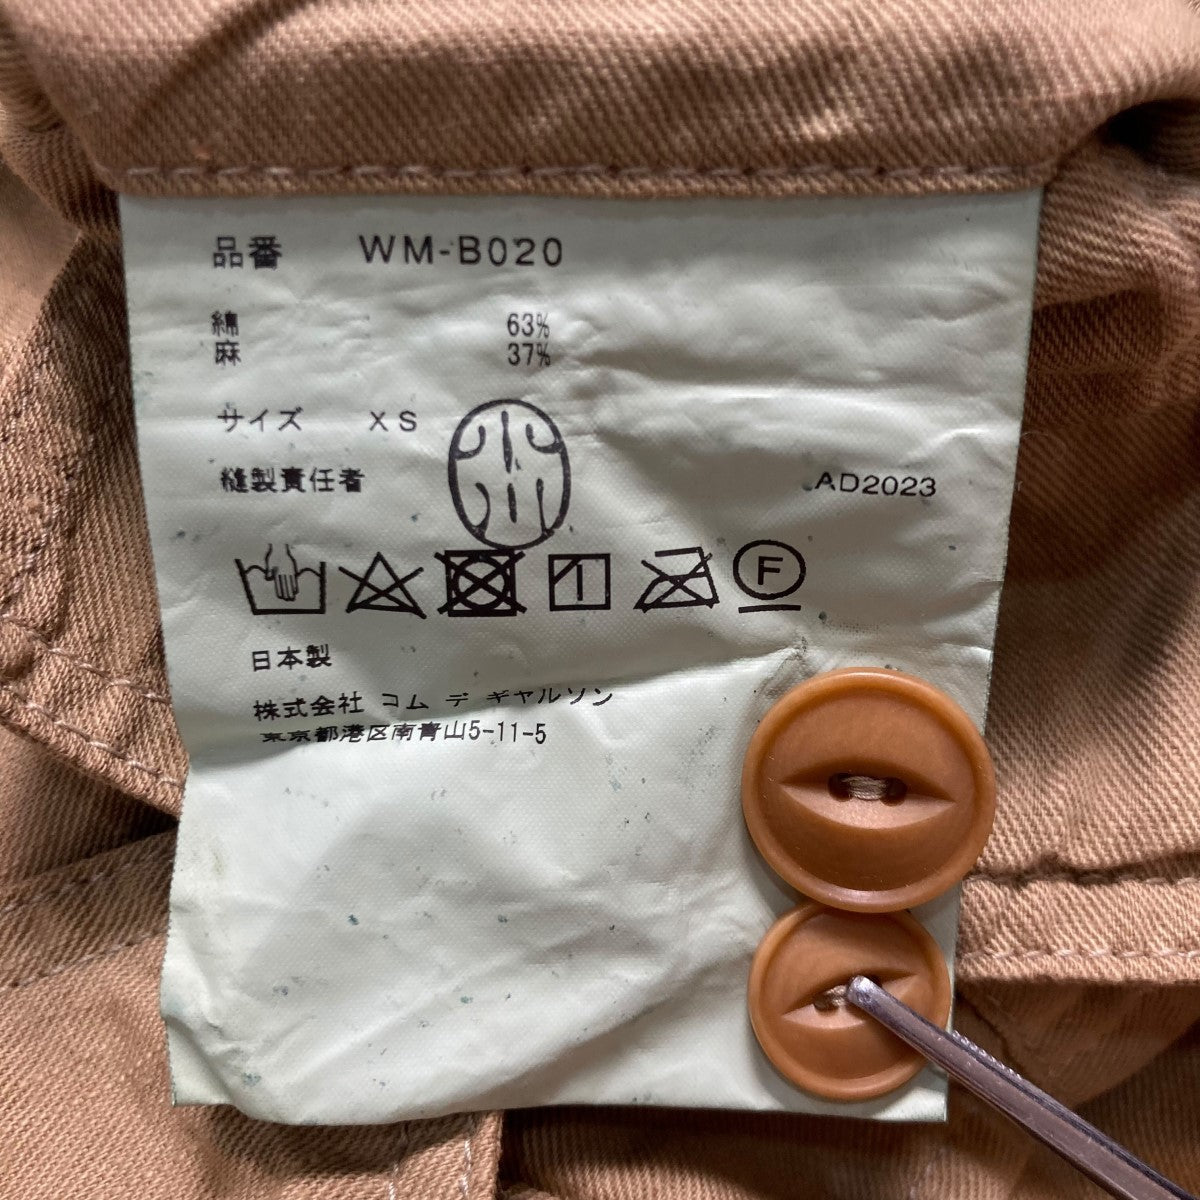 品番 WM-B020
綿 63%
麻 37%
サイズ XS
縫製責任者
AD2023
F
日本製
株式会社 コム デ ギャルソン
東京都港区南青山5-11-5